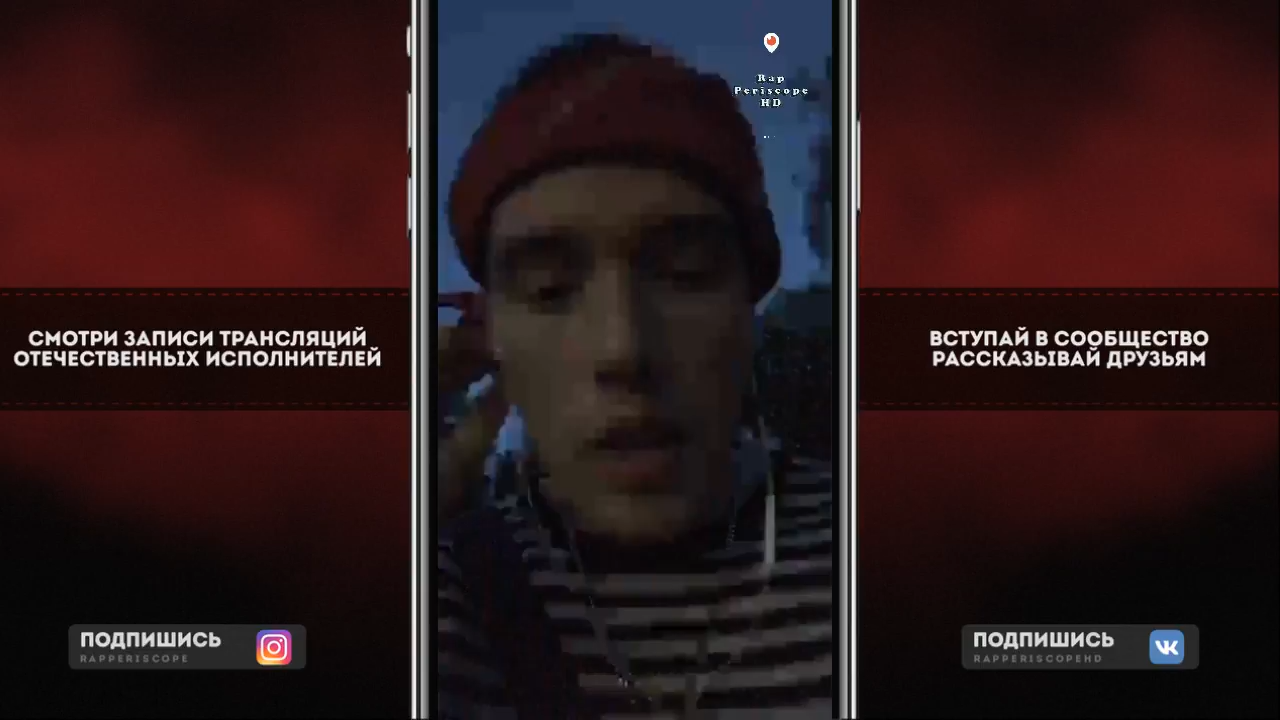 Rap
Periscope
HD
СМОТРИ ЗАПИСИ ТРАНСЛЯЦИЙ
ОТЕЧЕСТВЕННЫХ ИСПОЛНИТЕЛЕЙ
ВСТУПАЙ В СООБЩЕСТВО
РАССКАЗЫВАЙ ДРУЗЬЯМ
ПОДПИШИСЬ
RAPPERISCOPE
ПОДПИШИСЬ
RAPPERISCOPEHD